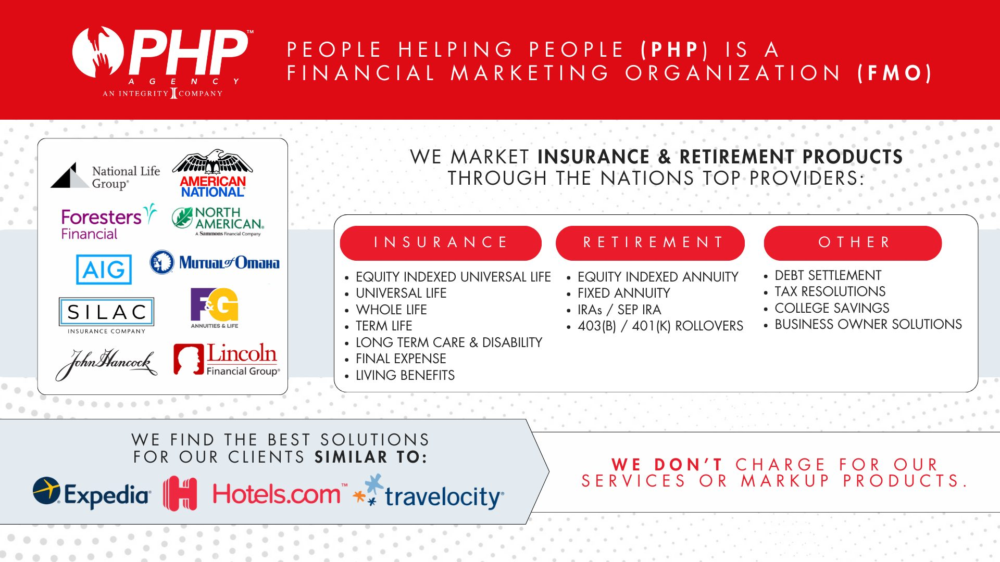 PHP™
AGENCY
AN INTEGRITY COMPANY
PEOPLE HELPING PEOPLE (PHP) IS A
FINANCIAL MARKETING ORGANIZATION (FMO)
National Life
Group®
AMERICAN
NATIONAL®
Foresters
Financial
NORTH
AMERICAN®
A Sammons Financial Company
AIG
Mutual of Omaha
SILAC
INSURANCE COMPANY
F&G
ANNUITIES & LIFE
John Hancock
Lincoln
Financial Group®
WE MARKET INSURANCE & RETIREMENT PRODUCTS
THROUGH THE NATIONS TOP PROVIDERS:
INSURANCE
• EQUITY INDEXED UNIVERSAL LIFE
• UNIVERSAL LIFE
• WHOLE LIFE
• TERM LIFE
• LONG TERM CARE & DISABILITY
• FINAL EXPENSE
• LIVING BENEFITS
RETIREMENT
• EQUITY INDEXED ANNUITY
• FIXED ANNUITY
• IRAs / SEP IRA
• 403(B) / 401(K) ROLLOVERS
OTHER
• DEBT SETTLEMENT
• TAX RESOLUTIONS
• COLLEGE SAVINGS
• BUSINESS OWNER SOLUTIONS
WE FIND THE BEST SOLUTIONS
FOR OUR CLIENTS SIMILAR TO:
Expedia®
H Hotels.com™
travelocity®
WE DON'T CHARGE FOR OUR
SERVICES OR MARKUP PRODUCTS.